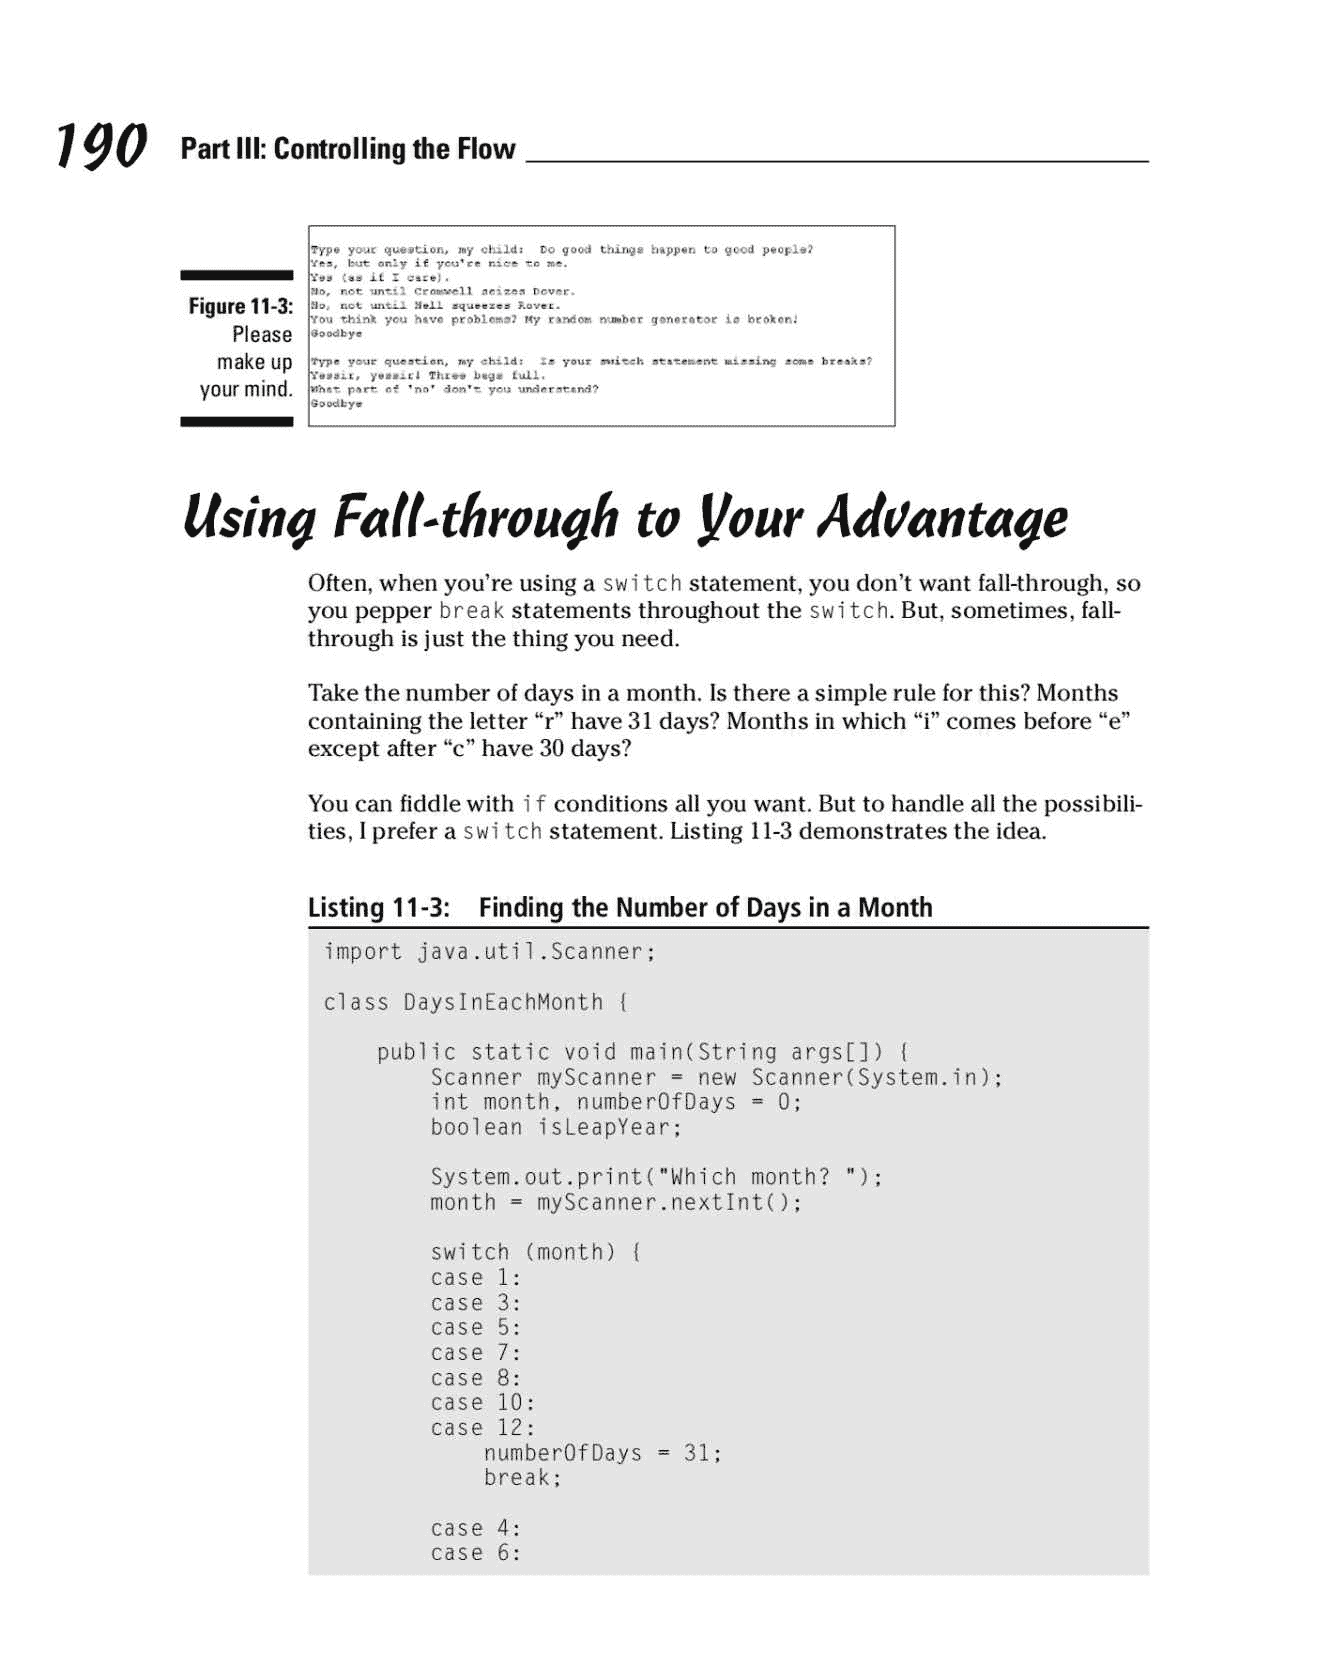 190 Part III: Controlling the Flow
Type your question, my child:  Do good things happen to good people?
Yes, but only if you're nice to me.
Yes (as if I care).
No, not until Cromwell seizes Dover.
No, not until Nell squeezes Rover.
You think you have problems? My random number generator is broken!
Goodbye
Type your question, my child:  Is your switch statement missing some breaks?
Yessir, yessir! Three bags full.
What part of 'no' don't you understand?
Goodbye
Figure 11-3:
Please
make up
your mind.
Using Fall-through to Your Advantage
Often, when you're using a switch statement, you don't want fall-through, so
you pepper break statements throughout the switch. But, sometimes, fall-
through is just the thing you need.
Take the number of days in a month. Is there a simple rule for this? Months
containing the letter “r” have 31 days? Months in which “i” comes before “e”
except after “c” have 30 days?
You can fiddle with if conditions all you want. But to handle all the possibili-
ties, I prefer a switch statement. Listing 11-3 demonstrates the idea.
Listing 11-3: Finding the Number of Days in a Month
import java.util.Scanner;
class DaysInEachMonth {
public static void main(String args[]) {
Scanner myScanner = new Scanner(System.in);
int month, numberOfDays = 0;
boolean isLeapYear;
System.out.print("Which month? ");
month = myScanner.nextInt();
switch (month) {
case 1:
case 3:
case 5:
case 7:
case 8:
case 10:
case 12:
numberOfDays = 31;
break;
case 4:
case 6: